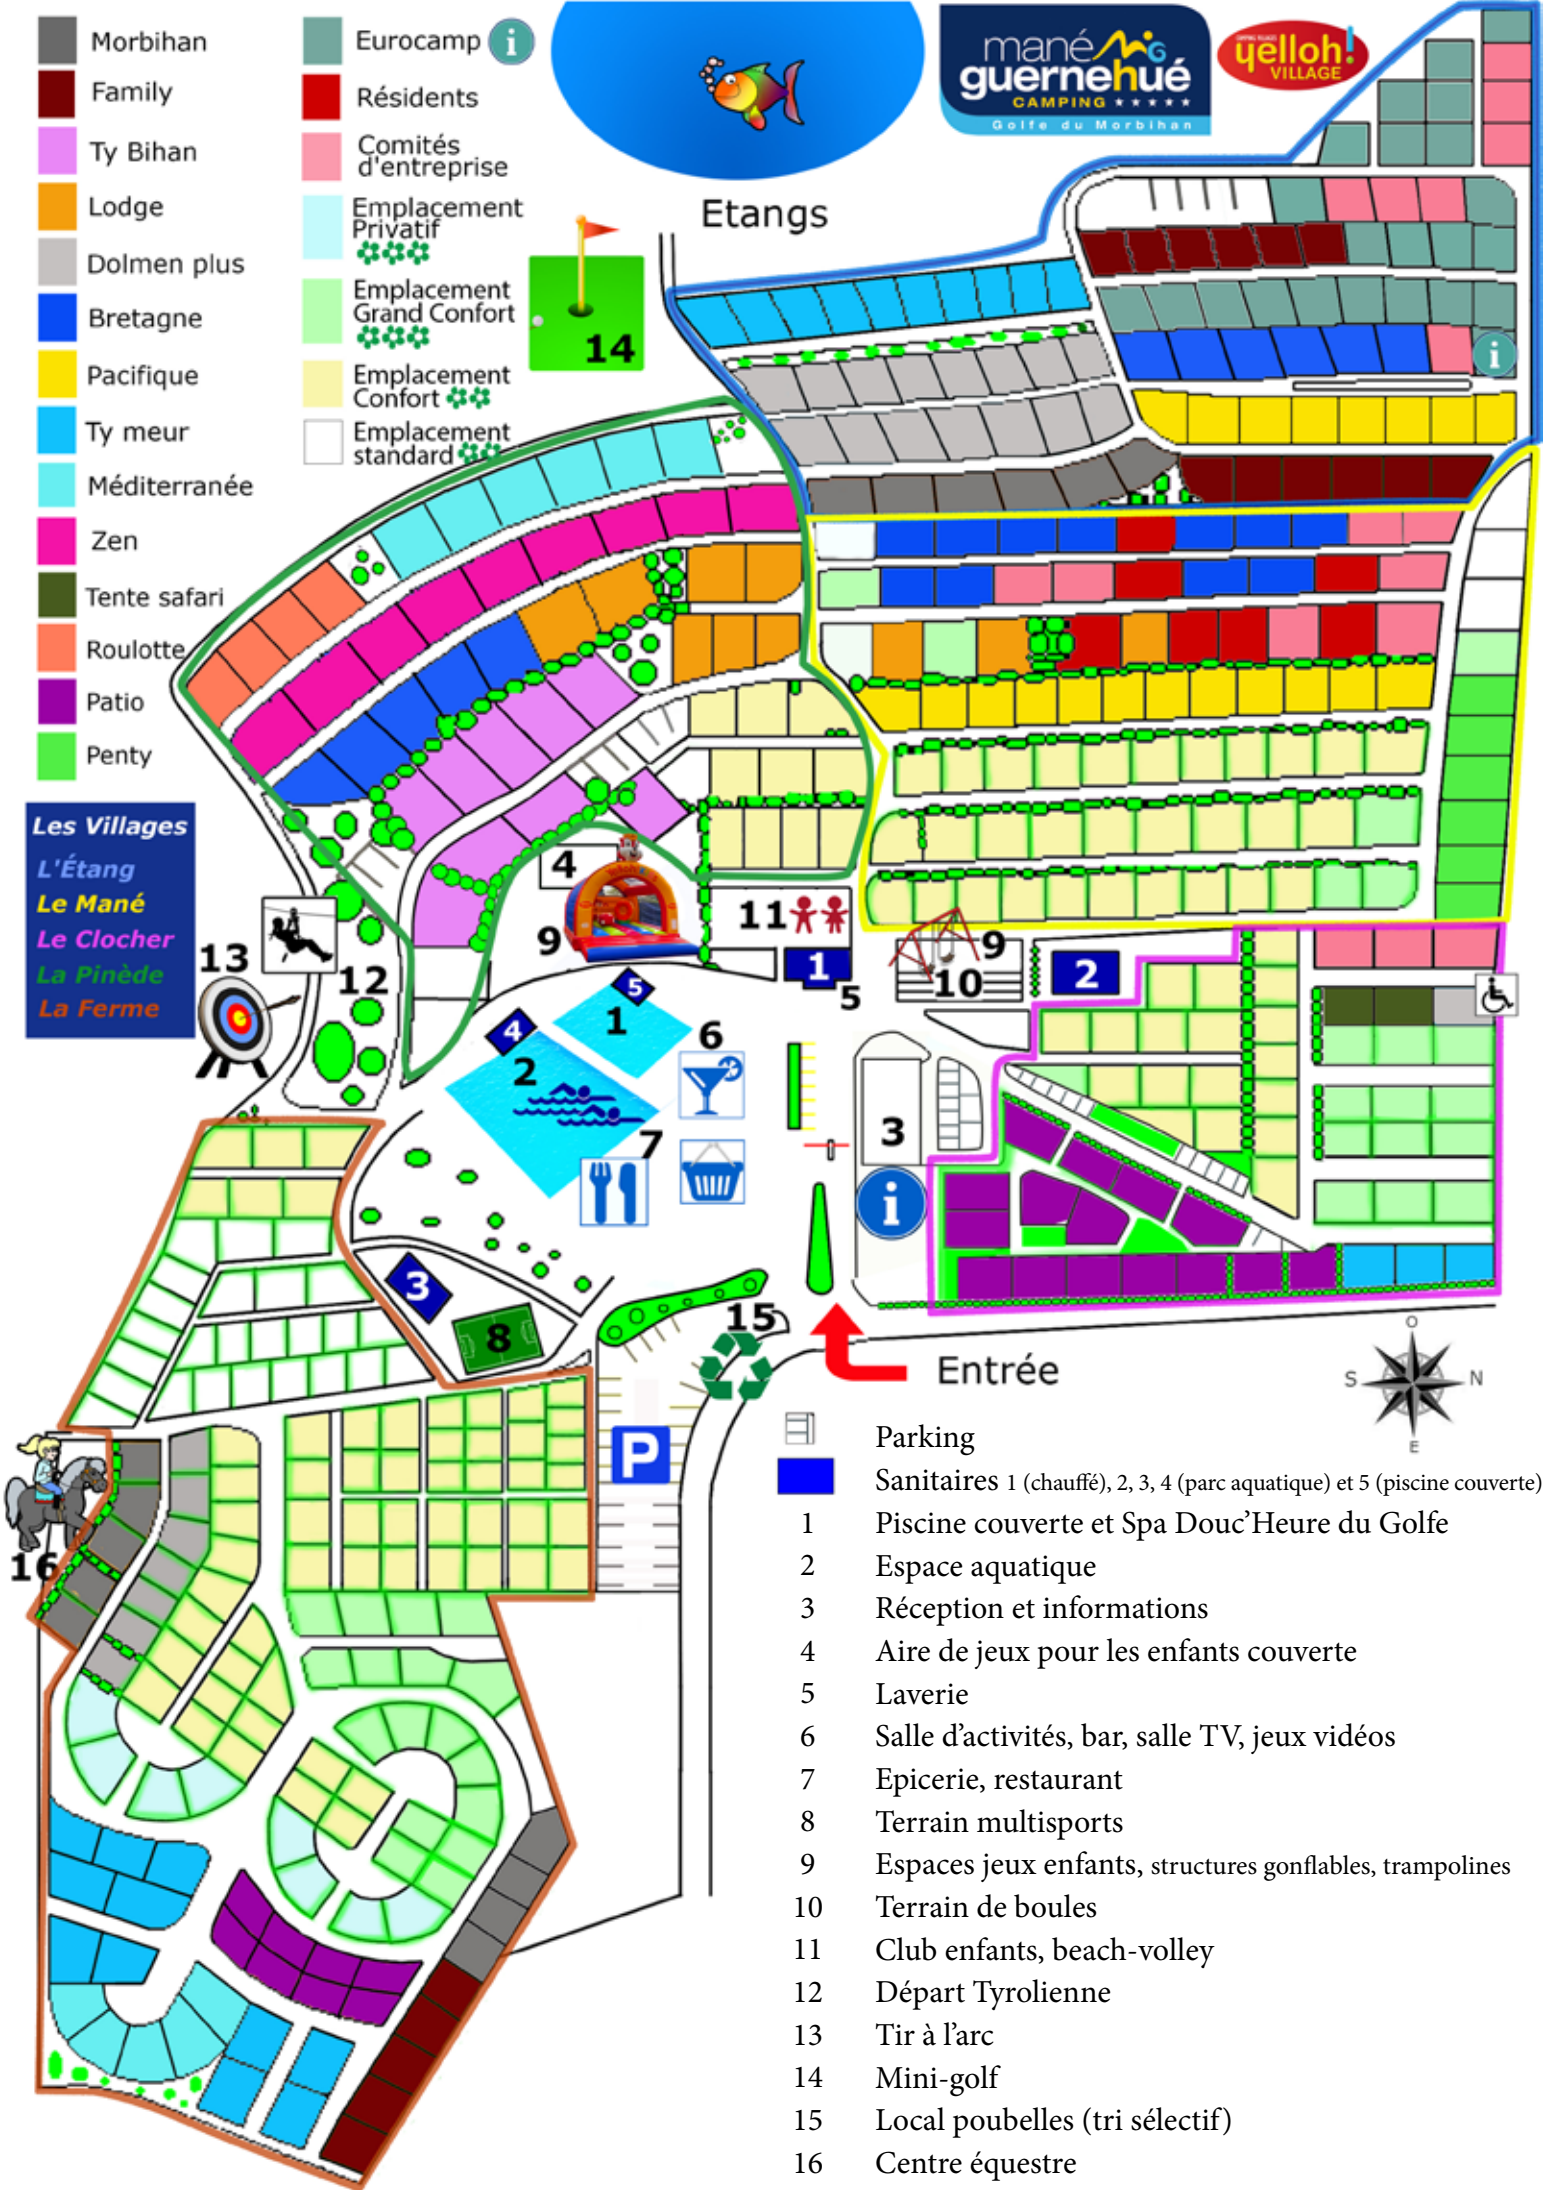 Morbihan
Family
Ty Bihan
Lodge
Dolmen plus
Bretagne
Pacifique
Ty meur
Méditerranée
Zen
Tente safari
Roulotte
Patio
Penty
Eurocamp i
Résidents
Comités
d'entreprise
Emplacement
Privatif
Emplacement
Grand Confort
Emplacement
Confort
Emplacement
standard
mané
guernehué
CAMPING ★★★★★
Golfe du Morbihan
CAMPING VILLAGES
yelloh!
VILLAGE
Etangs
14
i
Les Villages
L'Étang
Le Mané
Le Clocher
La Pinède
La Ferme
4
9
11
1
5
9
10
2
13
12
5
1
4
2
6
7
3
i
3
8
15
Entrée
P
16
O
S
N
E
Parking
Sanitaires 1 (chauffé), 2, 3, 4 (parc aquatique) et 5 (piscine couverte)
1 Piscine couverte et Spa Douc’Heure du Golfe
2 Espace aquatique
3 Réception et informations
4 Aire de jeux pour les enfants couverte
5 Laverie
6 Salle d’activités, bar, salle TV, jeux vidéos
7 Epicerie, restaurant
8 Terrain multisports
9 Espaces jeux enfants, structures gonflables, trampolines
10 Terrain de boules
11 Club enfants, beach-volley
12 Départ Tyrolienne
13 Tir à l’arc
14 Mini-golf
15 Local poubelles (tri sélectif)
16 Centre équestre